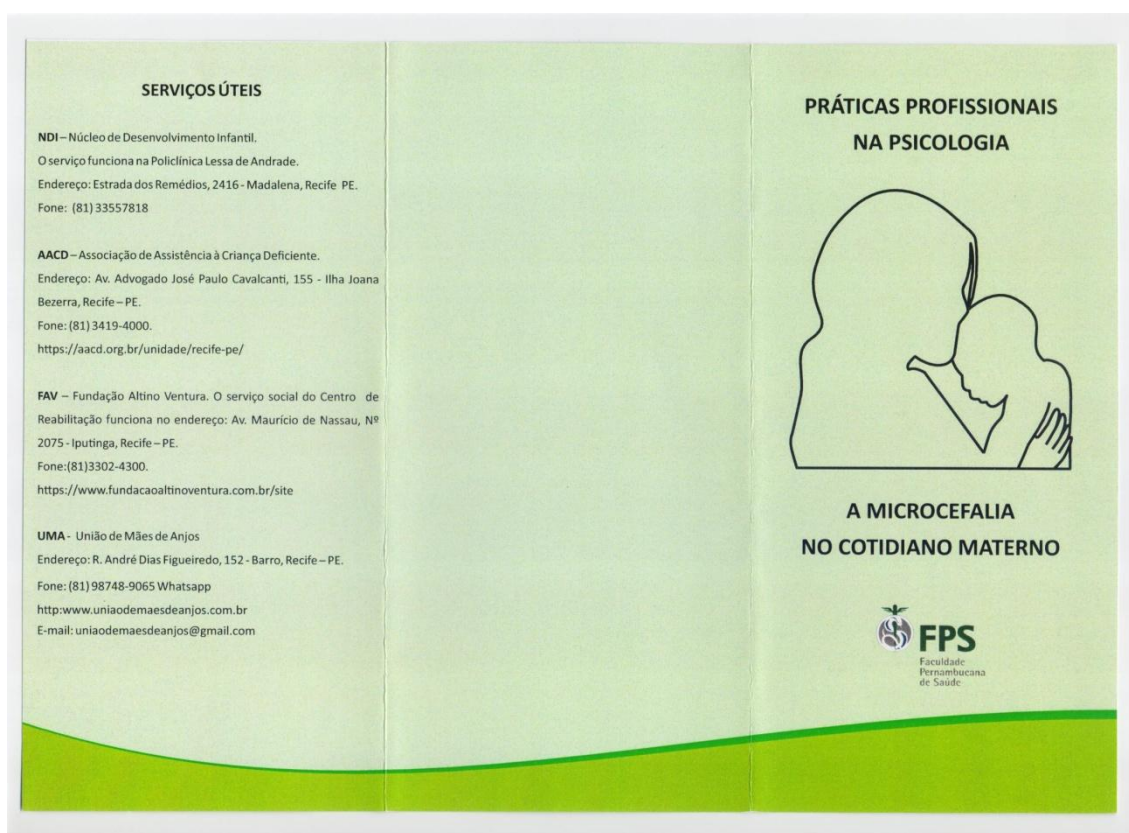 SERVIÇOS ÚTEIS
NDI – Núcleo de Desenvolvimento Infantil.
O serviço funciona na Policlínica Lessa de Andrade.
Endereço: Estrada dos Remédios, 2416 - Madalena, Recife PE.
Fone: (81) 33557818
AACD – Associação de Assistência à Criança Deficiente.
Endereço: Av. Advogado José Paulo Cavalcanti, 155 - Ilha Joana
Bezerra, Recife – PE.
Fone: (81) 3419-4000.
https://aacd.org.br/unidade/recife-pe/
FAV – Fundação Altino Ventura. O serviço social do Centro de
Reabilitação funciona no endereço: Av. Maurício de Nassau, Nº
2075 - Iputinga, Recife – PE.
Fone:(81)3302-4300.
https://www.fundacaoaltinoventura.com.br/site
UMA - União de Mães de Anjos
Endereço: R. André Dias Figueiredo, 152 - Barro, Recife – PE.
Fone: (81) 98748-9065 Whatsapp
http:www.uniaodemaesdeanjos.com.br
E-mail: uniaodemaesdeanjos@gmail.com
PRÁTICAS PROFISSIONAIS
NA PSICOLOGIA
A MICROCEFALIA
NO COTIDIANO MATERNO
FPS
Faculdade
Pernambucana
de Saúde